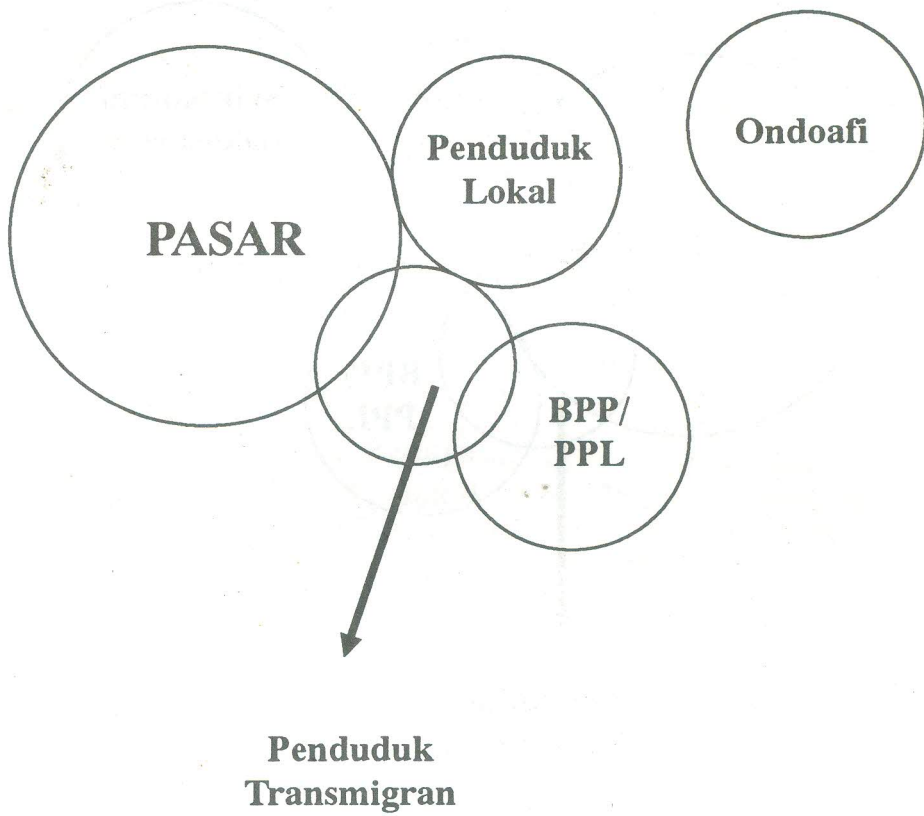 Penduduk
Lokal
Ondoafi
PASAR
BPP/
PPL
Penduduk
Transmigran